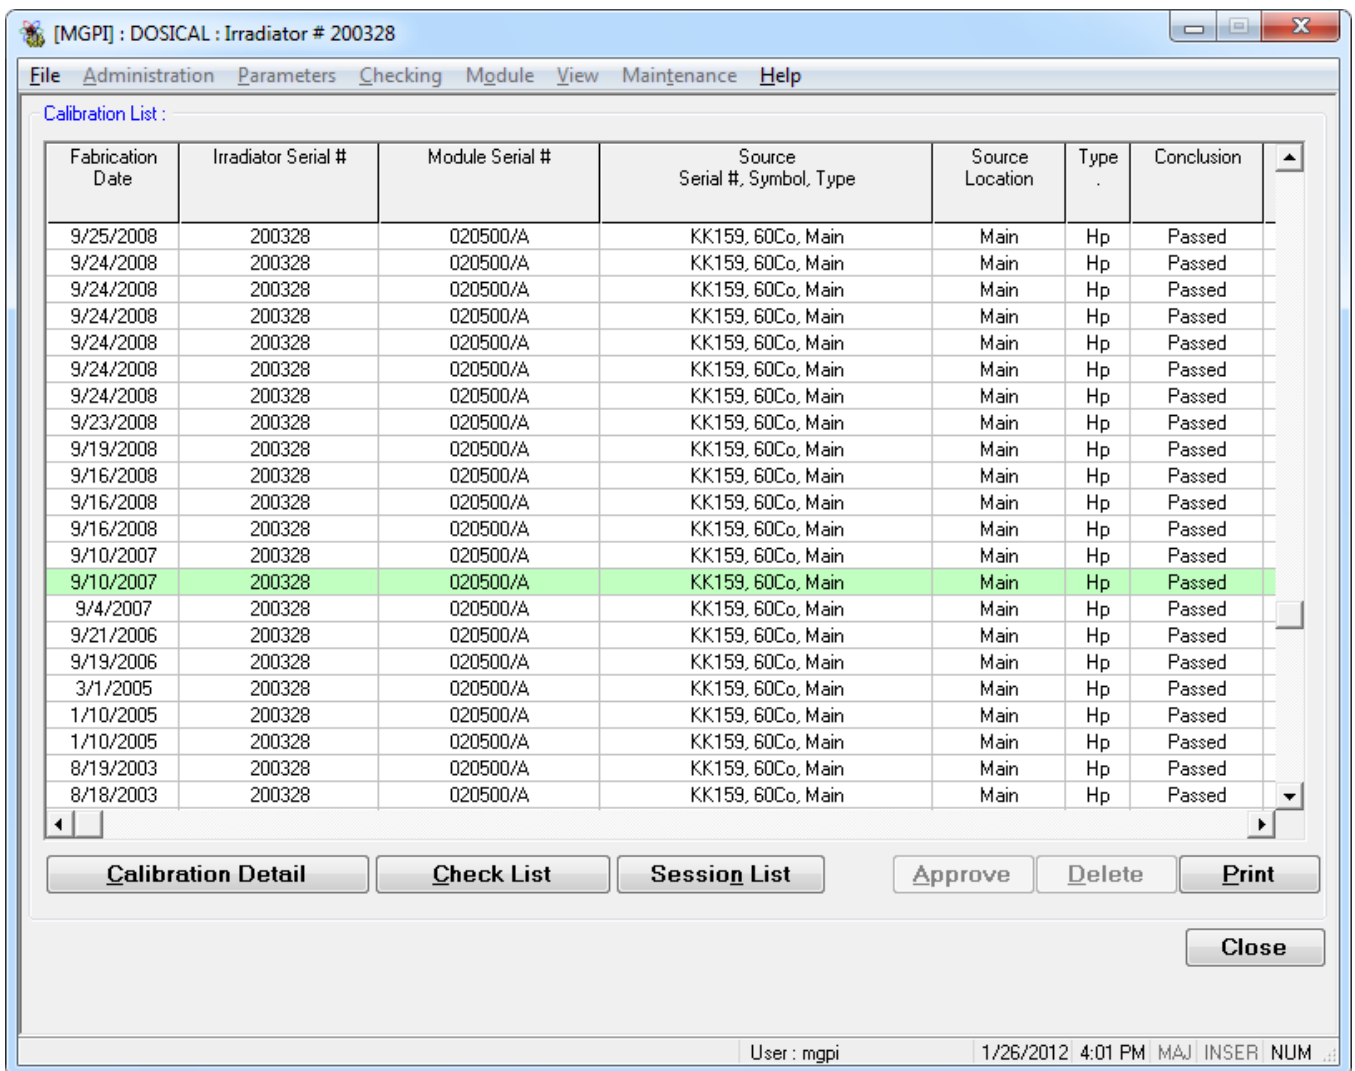 [MGPI] : DOSICAL : Irradiator # 200328
File Administration Parameters Checking Module View Maintenance Help
Calibration List :
Fabrication Date Irradiator Serial # Module Serial # Source Serial #, Symbol, Type Source Location Type . Conclusion
9/25/2008 200328 020500/A KK159, 60Co, Main Main Hp Passed
9/24/2008 200328 020500/A KK159, 60Co, Main Main Hp Passed
9/24/2008 200328 020500/A KK159, 60Co, Main Main Hp Passed
9/24/2008 200328 020500/A KK159, 60Co, Main Main Hp Passed
9/24/2008 200328 020500/A KK159, 60Co, Main Main Hp Passed
9/24/2008 200328 020500/A KK159, 60Co, Main Main Hp Passed
9/24/2008 200328 020500/A KK159, 60Co, Main Main Hp Passed
9/23/2008 200328 020500/A KK159, 60Co, Main Main Hp Passed
9/19/2008 200328 020500/A KK159, 60Co, Main Main Hp Passed
9/16/2008 200328 020500/A KK159, 60Co, Main Main Hp Passed
9/16/2008 200328 020500/A KK159, 60Co, Main Main Hp Passed
9/16/2008 200328 020500/A KK159, 60Co, Main Main Hp Passed
9/10/2007 200328 020500/A KK159, 60Co, Main Main Hp Passed
9/10/2007 200328 020500/A KK159, 60Co, Main Main Hp Passed
9/4/2007 200328 020500/A KK159, 60Co, Main Main Hp Passed
9/21/2006 200328 020500/A KK159, 60Co, Main Main Hp Passed
9/19/2006 200328 020500/A KK159, 60Co, Main Main Hp Passed
3/1/2005 200328 020500/A KK159, 60Co, Main Main Hp Passed
1/10/2005 200328 020500/A KK159, 60Co, Main Main Hp Passed
1/10/2005 200328 020500/A KK159, 60Co, Main Main Hp Passed
8/19/2003 200328 020500/A KK159, 60Co, Main Main Hp Passed
8/18/2003 200328 020500/A KK159, 60Co, Main Main Hp Passed
Calibration Detail Check List Session List Approve Delete Print
Close
User : mgpi 1/26/2012 4:01 PM MAJ INSER NUM